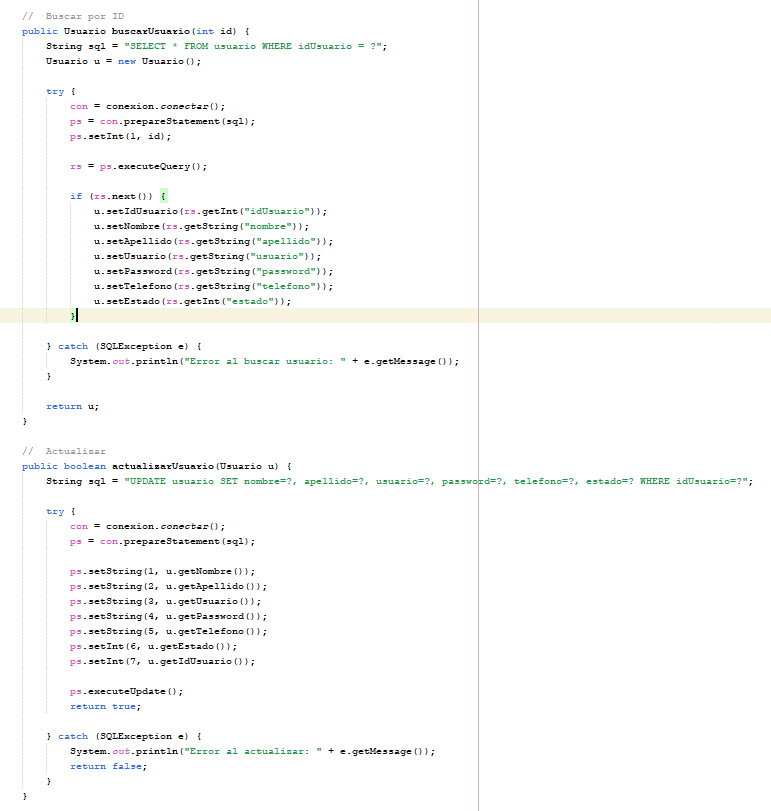 //  Buscar por ID
public Usuario buscarUsuario(int id) {
    String sql = "SELECT * FROM usuario WHERE idUsuario = ?";
    Usuario u = new Usuario();

    try {
        con = conexion.conectar();
        ps = con.prepareStatement(sql);
        ps.setInt(1, id);

        rs = ps.executeQuery();

        if (rs.next()) {
            u.setIdUsuario(rs.getInt("idUsuario"));
            u.setNombre(rs.getString("nombre"));
            u.setApellido(rs.getString("apellido"));
            u.setUsuario(rs.getString("usuario"));
            u.setPassword(rs.getString("password"));
            u.setTelefono(rs.getString("telefono"));
            u.setEstado(rs.getInt("estado"));
        }

    } catch (SQLException e) {
        System.out.println("Error al buscar usuario: " + e.getMessage());
    }

    return u;
}

//  Actualizar
public boolean actualizarUsuario(Usuario u) {
    String sql = "UPDATE usuario SET nombre=?, apellido=?, usuario=?, password=?, telefono=?, estado=? WHERE idUsuario=?";

    try {
        con = conexion.conectar();
        ps = con.prepareStatement(sql);

        ps.setString(1, u.getNombre());
        ps.setString(2, u.getApellido());
        ps.setString(3, u.getUsuario());
        ps.setString(4, u.getPassword());
        ps.setString(5, u.getTelefono());
        ps.setInt(6, u.getEstado());
        ps.setInt(7, u.getIdUsuario());

        ps.executeUpdate();
        return true;

    } catch (SQLException e) {
        System.out.println("Error al actualizar: " + e.getMessage());
        return false;
    }
}